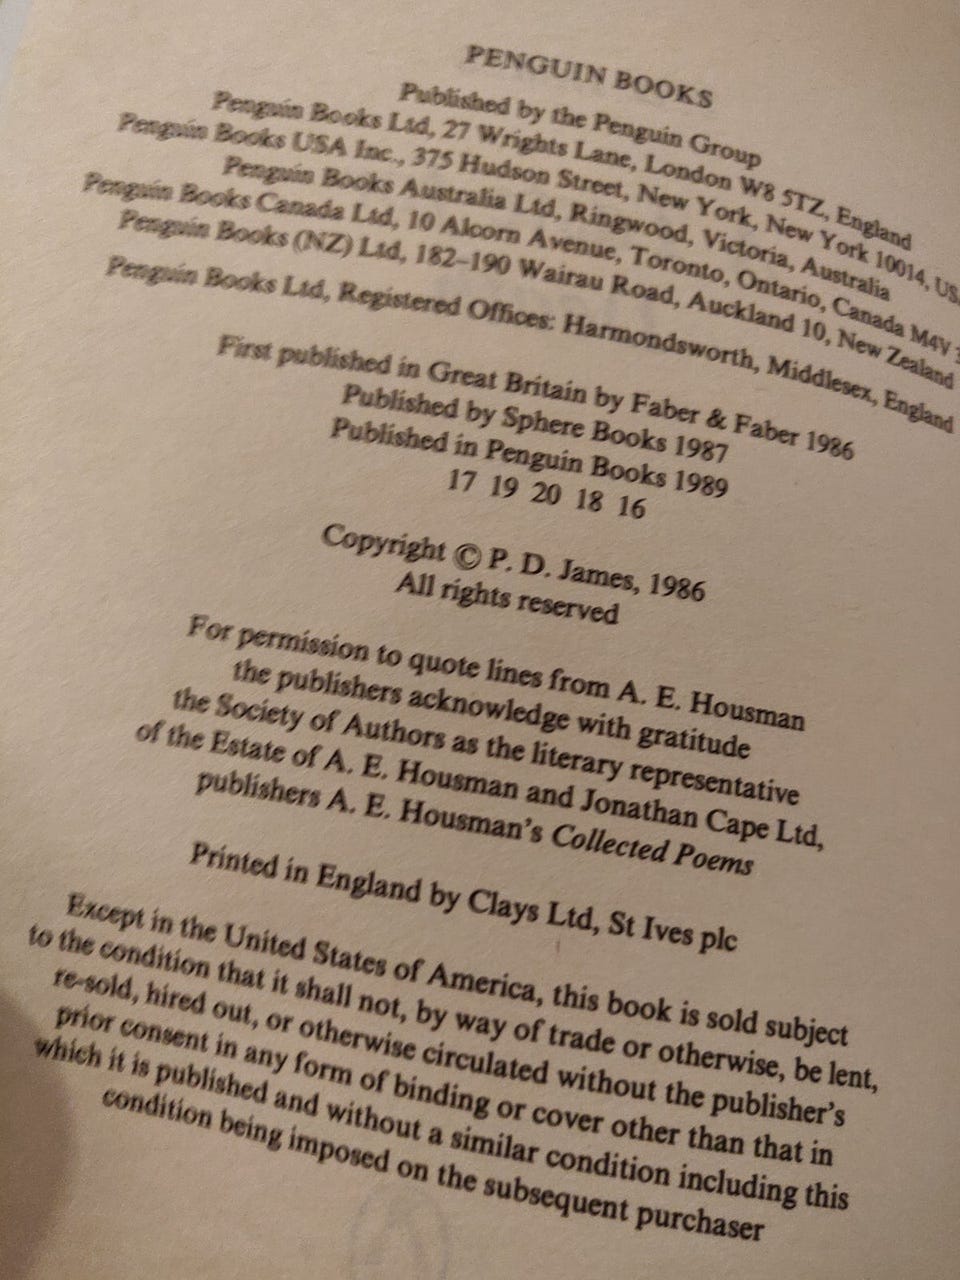 PENGUIN BOOKS
Published by the Penguin Group
Penguin Books Ltd, 27 Wrights Lane, London W8 5TZ, England
Penguin Books USA Inc., 375 Hudson Street, New York, New York 10014, US
Penguin Books Australia Ltd, Ringwood, Victoria, Australia
Penguin Books Canada Ltd, 10 Alcorn Avenue, Toronto, Ontario, Canada M4V
Penguin Books (NZ) Ltd, 182–190 Wairau Road, Auckland 10, New Zealand
Penguin Books Ltd, Registered Offices: Harmondsworth, Middlesex, England
First published in Great Britain by Faber & Faber 1986
Published by Sphere Books 1987
Published in Penguin Books 1989
17 19 20 18 16
Copyright © P. D. James, 1986
All rights reserved
For permission to quote lines from A. E. Housman
the publishers acknowledge with gratitude
the Society of Authors as the literary representative
of the Estate of A. E. Housman and Jonathan Cape Ltd,
publishers A. E. Housman's Collected Poems
Printed in England by Clays Ltd, St Ives plc
Except in the United States of America, this book is sold subject
to the condition that it shall not, by way of trade or otherwise, be lent,
re-sold, hired out, or otherwise circulated without the publisher's
prior consent in any form of binding or cover other than that in
which it is published and without a similar condition including this
condition being imposed on the subsequent purchaser